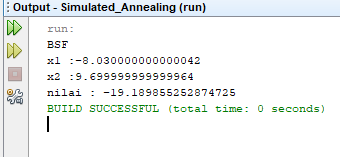 Output - Simulated_Annealing (run)
run:
BSF
x1 :-8.030000000000042
x2 :9.699999999999964
nilai : -19.189855252874725
BUILD SUCCESSFUL (total time: 0 seconds)